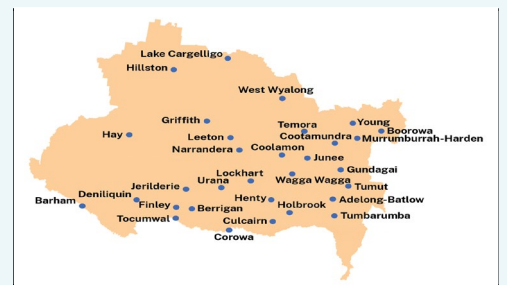 Lake Cargelligo
Hillston
West Wyalong
Griffith
Temora
Young
Hay
Leeton
Cootamundra
Boorowa
Murrumburrah-Harden
Narrandera
Coolamon
Junee
Lockhart
Gundagai
Jerilderie
Urana
Wagga Wagga
Tumut
Deniliquin
Barham
Finley
Berrigan
Henty
Holbrook
Adelong-Batlow
Tocumwal
Culcairn
Tumbarumba
Corowa